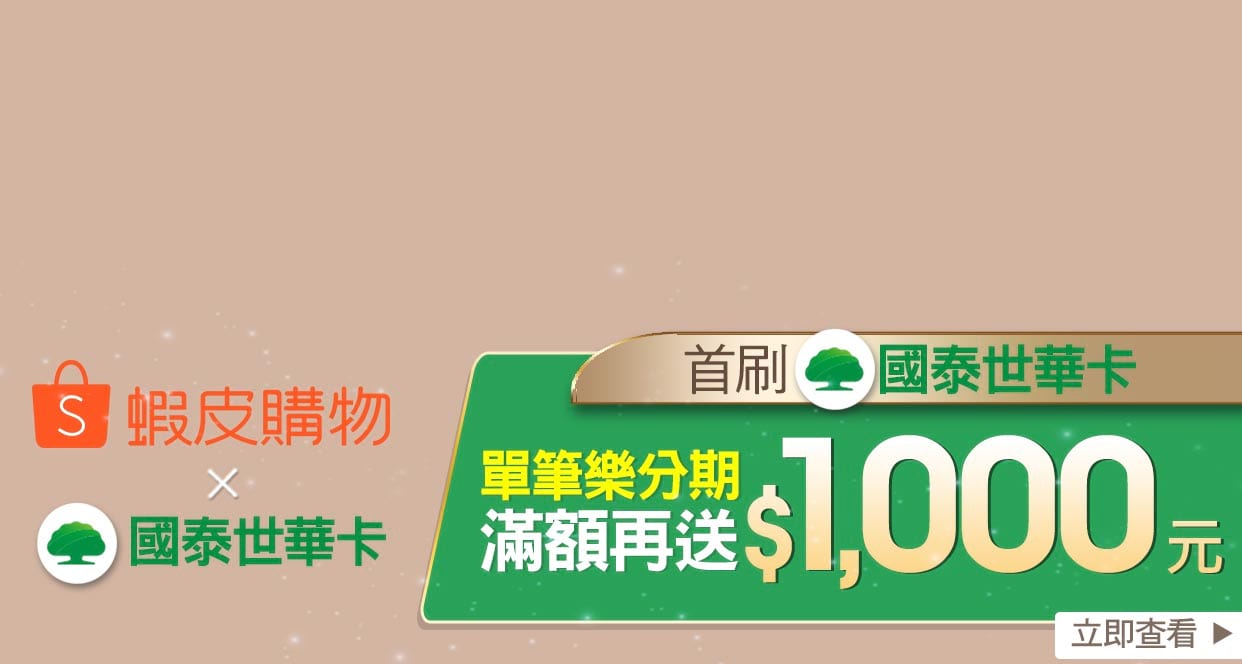 蝦皮購物
×
國泰世華卡
首刷 國泰世華卡
單筆樂分期
滿額再送$1,000元
立即查看 ▶